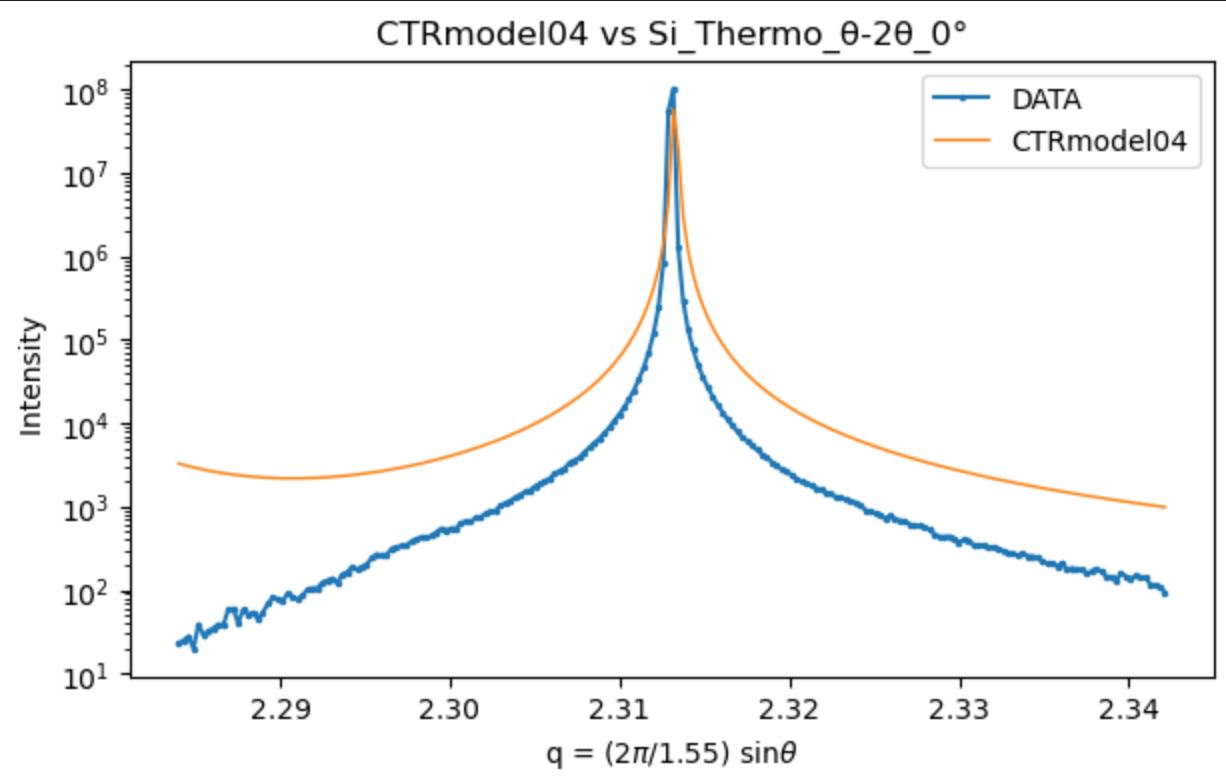 CTRmodel04 vs Si_Thermo_θ-2θ_0°
DATA
CTRmodel04
10⁸
10⁷
10⁶
10⁵
10⁴
10³
10²
10¹
Intensity
2.29 2.30 2.31 2.32 2.33 2.34
q = (2π/1.55) sinθ